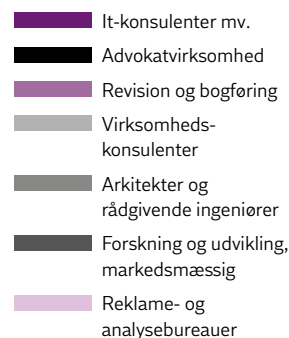 It-konsulenter mv.
Advokatvirksomhed
Revision og bogføring
Virksomheds-
konsulenter
Arkitekter og
rådgivende ingeniører
Forskning og udvikling,
markedsmæssig
Reklame- og
analysebureauer